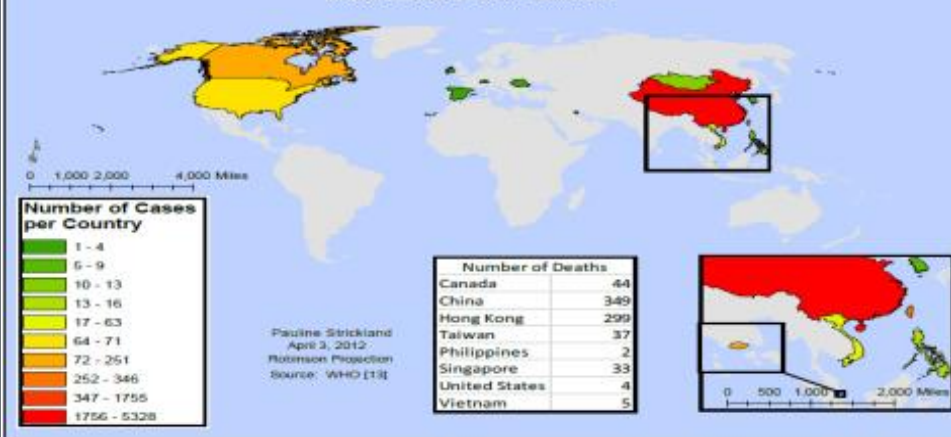 0 1,000 2,000 4,000 Miles
Number of Cases
per Country
1 - 4
5 - 9
10 - 13
13 - 16
17 - 63
64 - 71
72 - 251
252 - 346
347 - 1755
1756 - 5328
Pauline Strickland
April 3, 2012
Robinson Projection
Source: WHO [13]
Number of Deaths
Canada 44
China 349
Hong Kong 299
Taiwan 37
Philippines 2
Singapore 33
United States 4
Vietnam 5
0 500 1,000 2,000 Miles